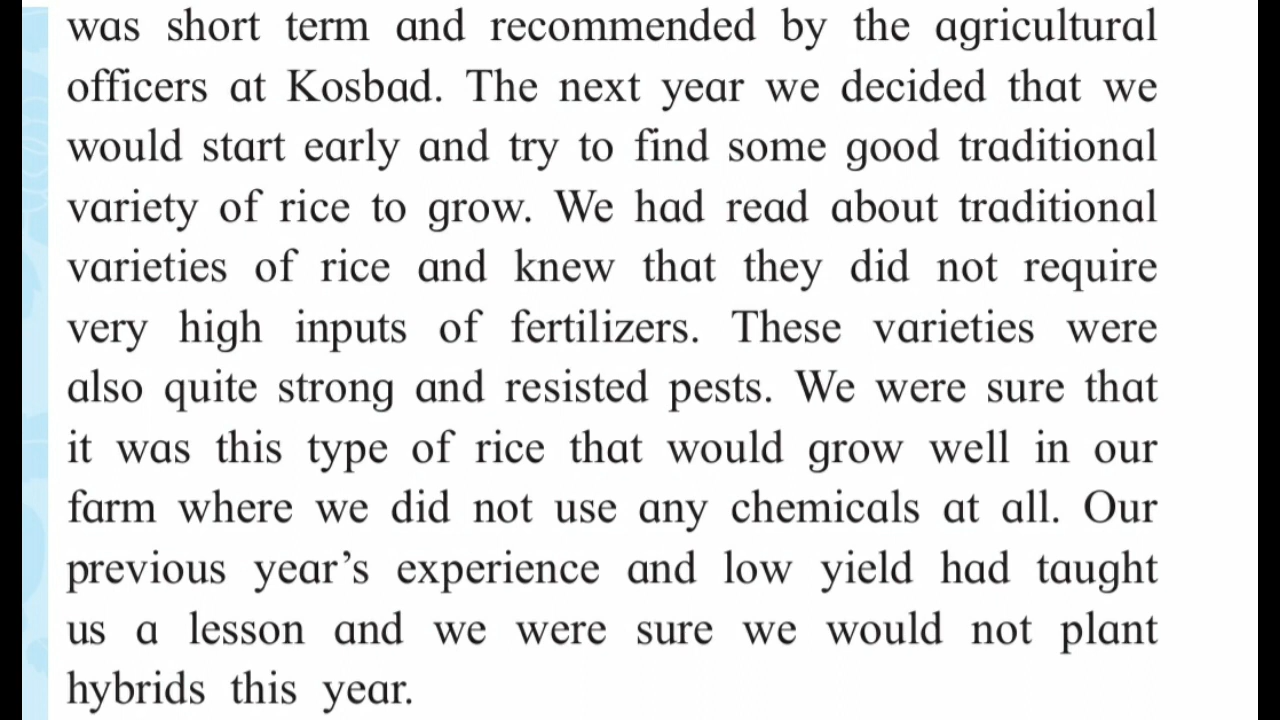 was short term and recommended by the agricultural
officers at Kosbad. The next year we decided that we
would start early and try to find some good traditional
variety of rice to grow. We had read about traditional
varieties of rice and knew that they did not require
very high inputs of fertilizers. These varieties were
also quite strong and resisted pests. We were sure that
it was this type of rice that would grow well in our
farm where we did not use any chemicals at all. Our
previous year’s experience and low yield had taught
us a lesson and we were sure we would not plant
hybrids this year.